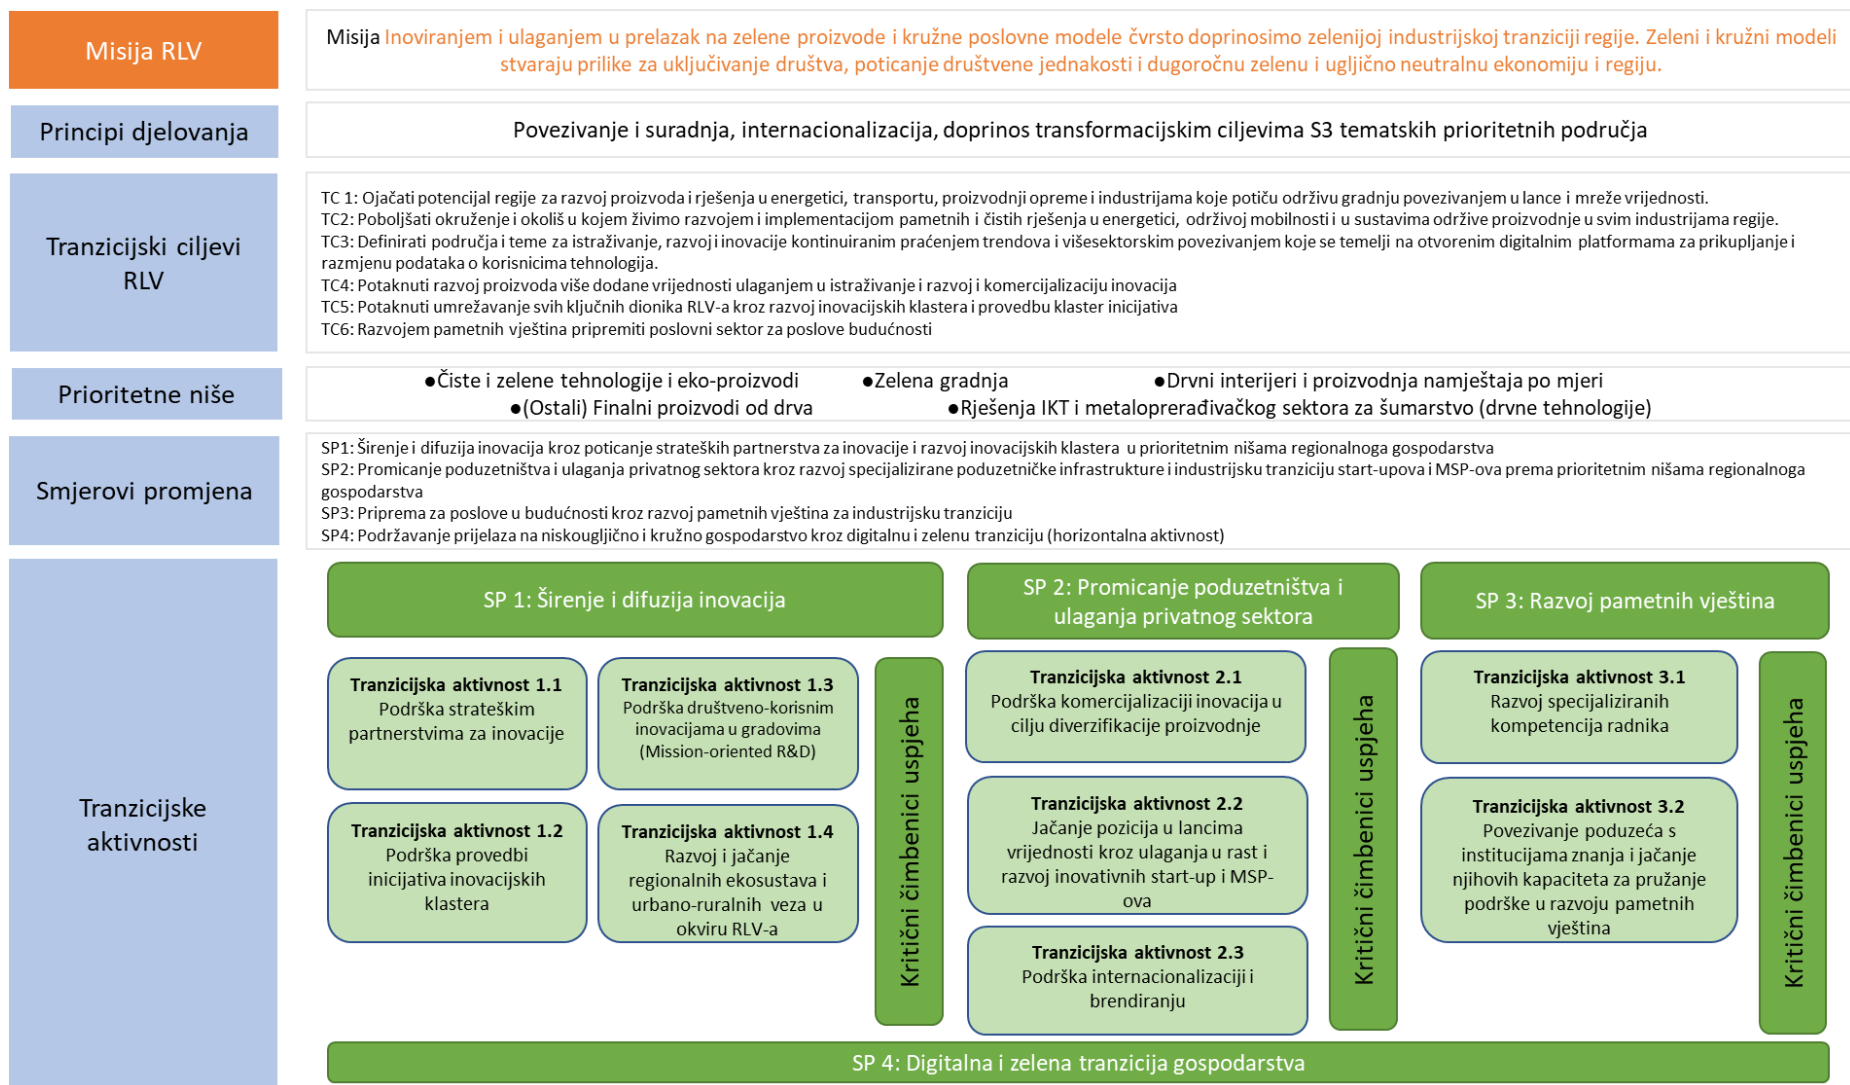 Misija RLV
Misija Inoviranjem i ulaganjem u prelazak na zelene proizvode i kružne poslovne modele čvrsto doprinosimo zelenijoj industrijskoj tranziciji regije. Zeleni i kružni modeli
stvaraju prilike za uključivanje društva, poticanje društvene jednakosti i dugoročnu zelenu i ugljično neutralnu ekonomiju i regiju.
Principi djelovanja
Povezivanje i suradnja, internacionalizacija, doprinos transformacijskim ciljevima S3 tematskih prioritetnih područja
Tranzicijski ciljevi
RLV
TC 1: Ojačati potencijal regije za razvoj proizvoda i rješenja u energetici, transportu, proizvodnji opreme i industrijama koje potiču održivu gradnju povezivanjem u lance i mreže vrijednosti.
TC2: Poboljšati okruženje i okoliš u kojem živimo razvojem i implementacijom pametnih i čistih rješenja u energetici, održivoj mobilnosti i u sustavima održive proizvodnje u svim industrijama regije.
TC3: Definirati područja i teme za istraživanje, razvoj i inovacije kontinuiranim praćenjem trendova i višesektorskim povezivanjem koje se temelji na otvorenim digitalnim platformama za prikupljanje i
razmjenu podataka o korisnicima tehnologija.
TC4: Potaknuti razvoj proizvoda više dodane vrijednosti ulaganjem u istraživanje i razvoj i komercijalizaciju inovacija
TC5: Potaknuti umrežavanje svih ključnih dionika RLV-a kroz razvoj inovacijskih klastera i provedbu klaster inicijativa
TC6: Razvojem pametnih vještina pripremiti poslovni sektor za poslove budućnosti
Prioritetne niše
●Čiste i zelene tehnologije i eko-proizvodi ●Zelena gradnja ●Drvni interijeri i proizvodnja namještaja po mjeri
●(Ostali) Finalni proizvodi od drva ●Rješenja IKT i metaloprerađivačkog sektora za šumarstvo (drvne tehnologije)
Smjerovi promjena
SP1: Širenje i difuzija inovacija kroz poticanje strateških partnerstva za inovacije i razvoj inovacijskih klastera u prioritetnim nišama regionalnoga gospodarstva
SP2: Promicanje poduzetništva i ulaganja privatnog sektora kroz razvoj specijalizirane poduzetničke infrastrukture i industrijsku tranziciju start-upova i MSP-ova prema prioritetnim nišama regionalnoga
gospodarstva
SP3: Priprema za poslove u budućnosti kroz razvoj pametnih vještina za industrijsku tranziciju
SP4: Podržavanje prijelaza na niskougljično i kružno gospodarstvo kroz digitalnu i zelenu tranziciju (horizontalna aktivnost)
Tranzicijske
aktivnosti
SP 1: Širenje i difuzija inovacija
Tranzicijska aktivnost 1.1
Podrška strateškim
partnerstvima za inovacije
Tranzicijska aktivnost 1.2
Podrška provedbi
inicijativa inovacijskih
klastera
Tranzicijska aktivnost 1.3
Podrška društveno-korisnim
inovacijama u gradovima
(Mission-oriented R&D)
Tranzicijska aktivnost 1.4
Razvoj i jačanje
regionalnih ekosustava i
urbano-ruralnih veza u
okviru RLV-a
Kritični čimbenici uspjeha
SP 2: Promicanje poduzetništva i
ulaganja privatnog sektora
Tranzicijska aktivnost 2.1
Podrška komercijalizaciji inovacija u
cilju diverzifikacije proizvodnje
Tranzicijska aktivnost 2.2
Jačanje pozicija u lancima
vrijednosti kroz ulaganja u rast i
razvoj inovativnih start-up i MSP-
ova
Tranzicijska aktivnost 2.3
Podrška internacionalizaciji i
brendiranju
Kritični čimbenici uspjeha
SP 3: Razvoj pametnih vještina
Tranzicijska aktivnost 3.1
Razvoj specijaliziranih
kompetencija radnika
Tranzicijska aktivnost 3.2
Povezivanje poduzeća s
institucijama znanja i jačanje
njihovih kapaciteta za pružanje
podrške u razvoju pametnih
vještina
Kritični čimbenici uspjeha
SP 4: Digitalna i zelena tranzicija gospodarstva